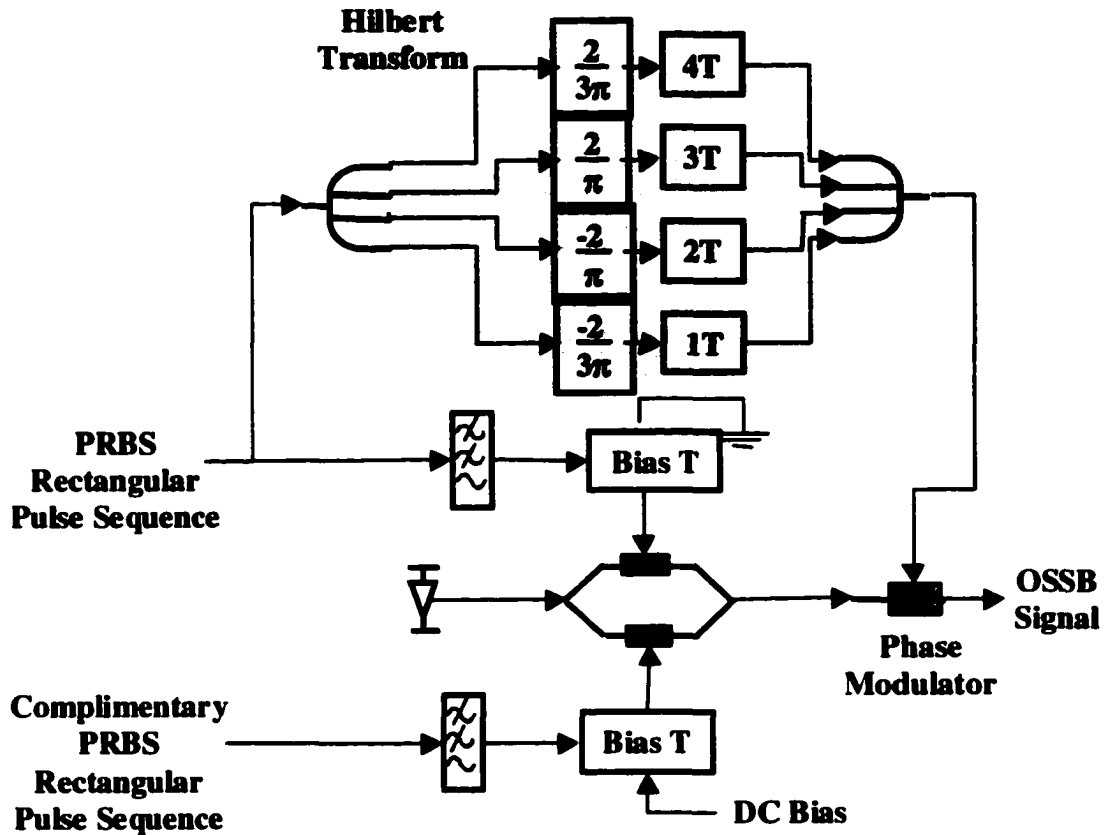 Hilbert
Transform
2
3π
4T
2
π
3T
-2
π
2T
-2
3π
1T
PRBS
Rectangular
Pulse Sequence
Bias T
OSSB
Signal
Phase
Modulator
Complimentary
PRBS
Rectangular
Pulse Sequence
Bias T
DC Bias